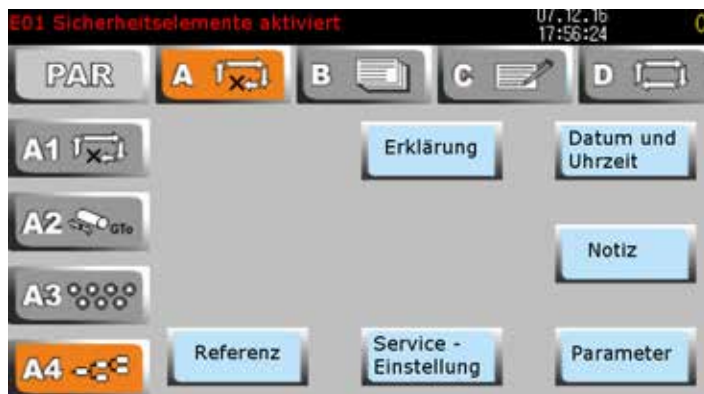 E01 Sicherheitselemente aktiviert
07.12.16
17:56:24
0
PAR
A
B
C
D
A1
Erklärung
Datum und
Uhrzeit
A2 GTo
Notiz
A3
A4
Referenz
Service -
Einstellung
Parameter